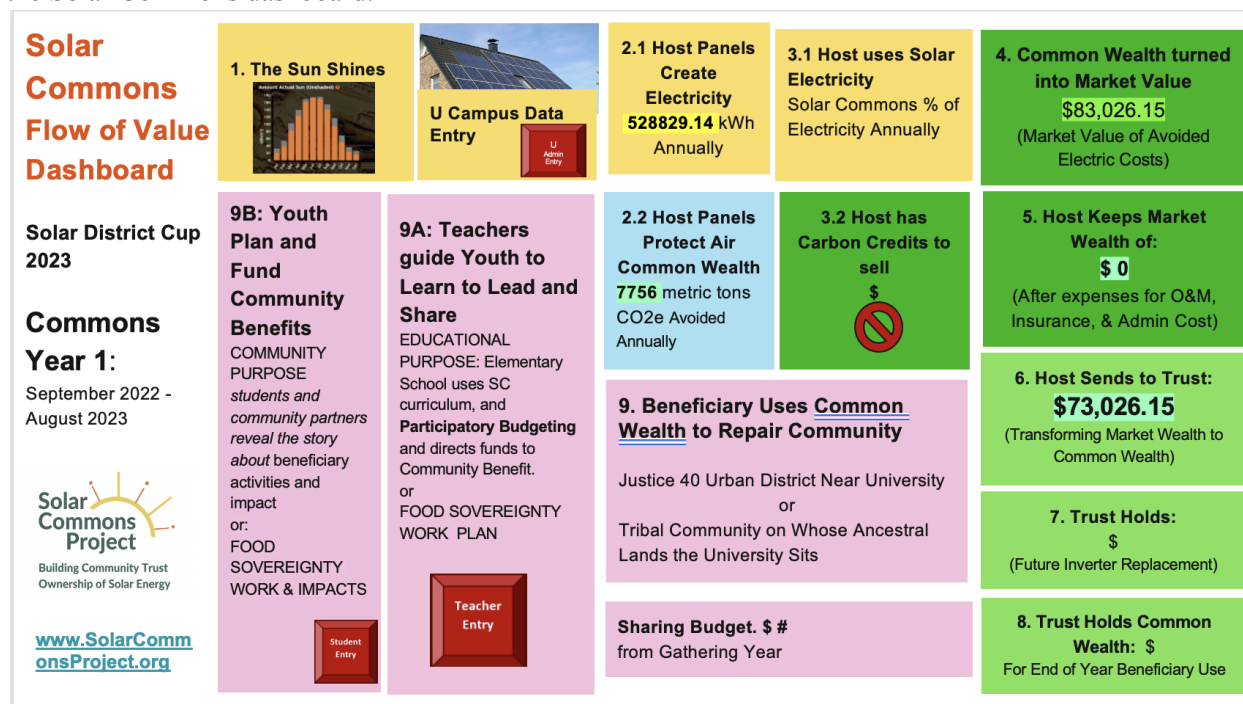 Solar
Commons
Flow of Value
Dashboard
Solar District Cup
2023
Commons
Year 1:
September 2022 -
August 2023
Solar
Commons
Project
Building Community Trust
Ownership of Solar Energy
www.SolarComm
onsProject.org
1. The Sun Shines
Amount Actual Sun (Unshaded)
U Campus Data
Entry
U
Admin
Entry
2.1 Host Panels
Create
Electricity
528829.14 kWh
Annually
3.1 Host uses Solar
Electricity
Solar Commons % of
Electricity Annually
4. Common Wealth turned
into Market Value
$83,026.15
(Market Value of Avoided
Electric Costs)
9B: Youth
Plan and
Fund
Community
Benefits
COMMUNITY
PURPOSE
students and
community partners
reveal the story
about beneficiary
activities and
impact
or:
FOOD
SOVEREIGNTY
WORK & IMPACTS
Student
Entry
9A: Teachers
guide Youth to
Learn to Lead and
Share
EDUCATIONAL
PURPOSE: Elementary
School uses SC
curriculum, and
Participatory Budgeting
and directs funds to
Community Benefit.
or
FOOD SOVEREIGNTY
WORK PLAN
Teacher
Entry
2.2 Host Panels
Protect Air
Common Wealth
7756 metric tons
CO2e Avoided
Annually
3.2 Host has
Carbon Credits to
sell
$
5. Host Keeps Market
Wealth of:
$ 0
(After expenses for O&M,
Insurance, & Admin Cost)
9. Beneficiary Uses Common
Wealth to Repair Community
Justice 40 Urban District Near University
or
Tribal Community on Whose Ancestral
Lands the University Sits
6. Host Sends to Trust:
$73,026.15
(Transforming Market Wealth to
Common Wealth)
7. Trust Holds:
$
(Future Inverter Replacement)
Sharing Budget. $ #
from Gathering Year
8. Trust Holds Common
Wealth: $
For End of Year Beneficiary Use